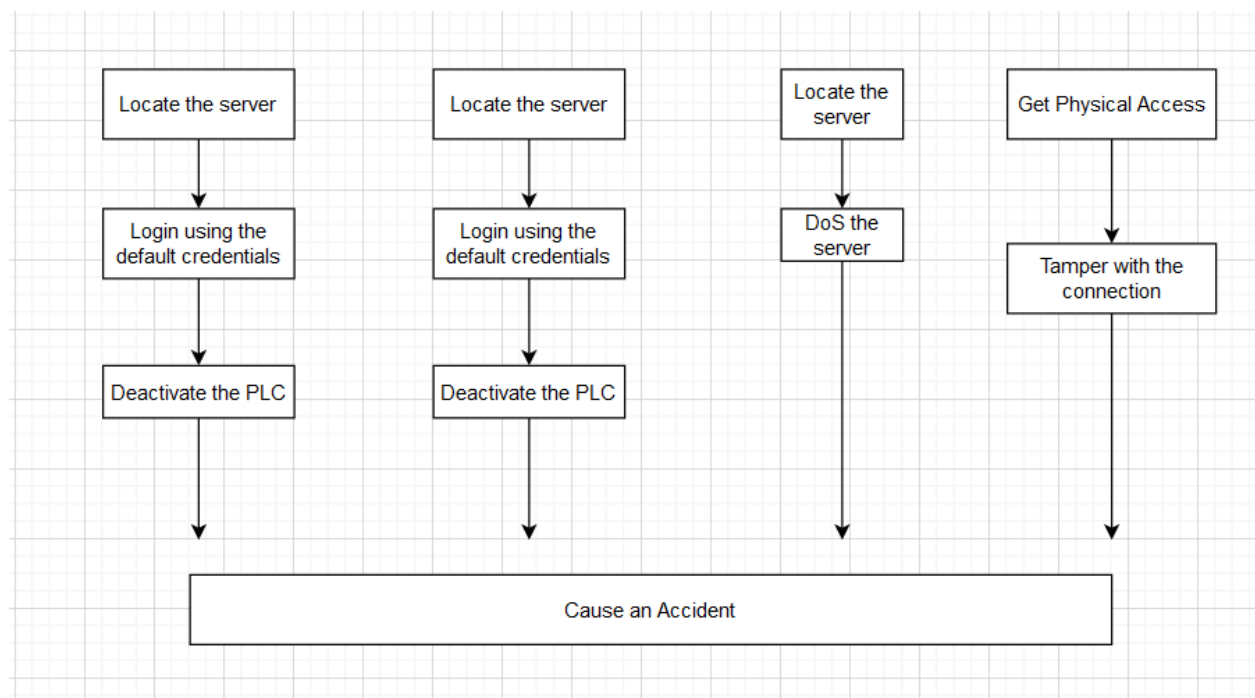 Locate the server
Locate the server
Locate the
server
Get Physical Access
Login using the
default credentials
Login using the
default credentials
DoS the
server
Tamper with the
connection
Deactivate the PLC
Deactivate the PLC
Cause an Accident